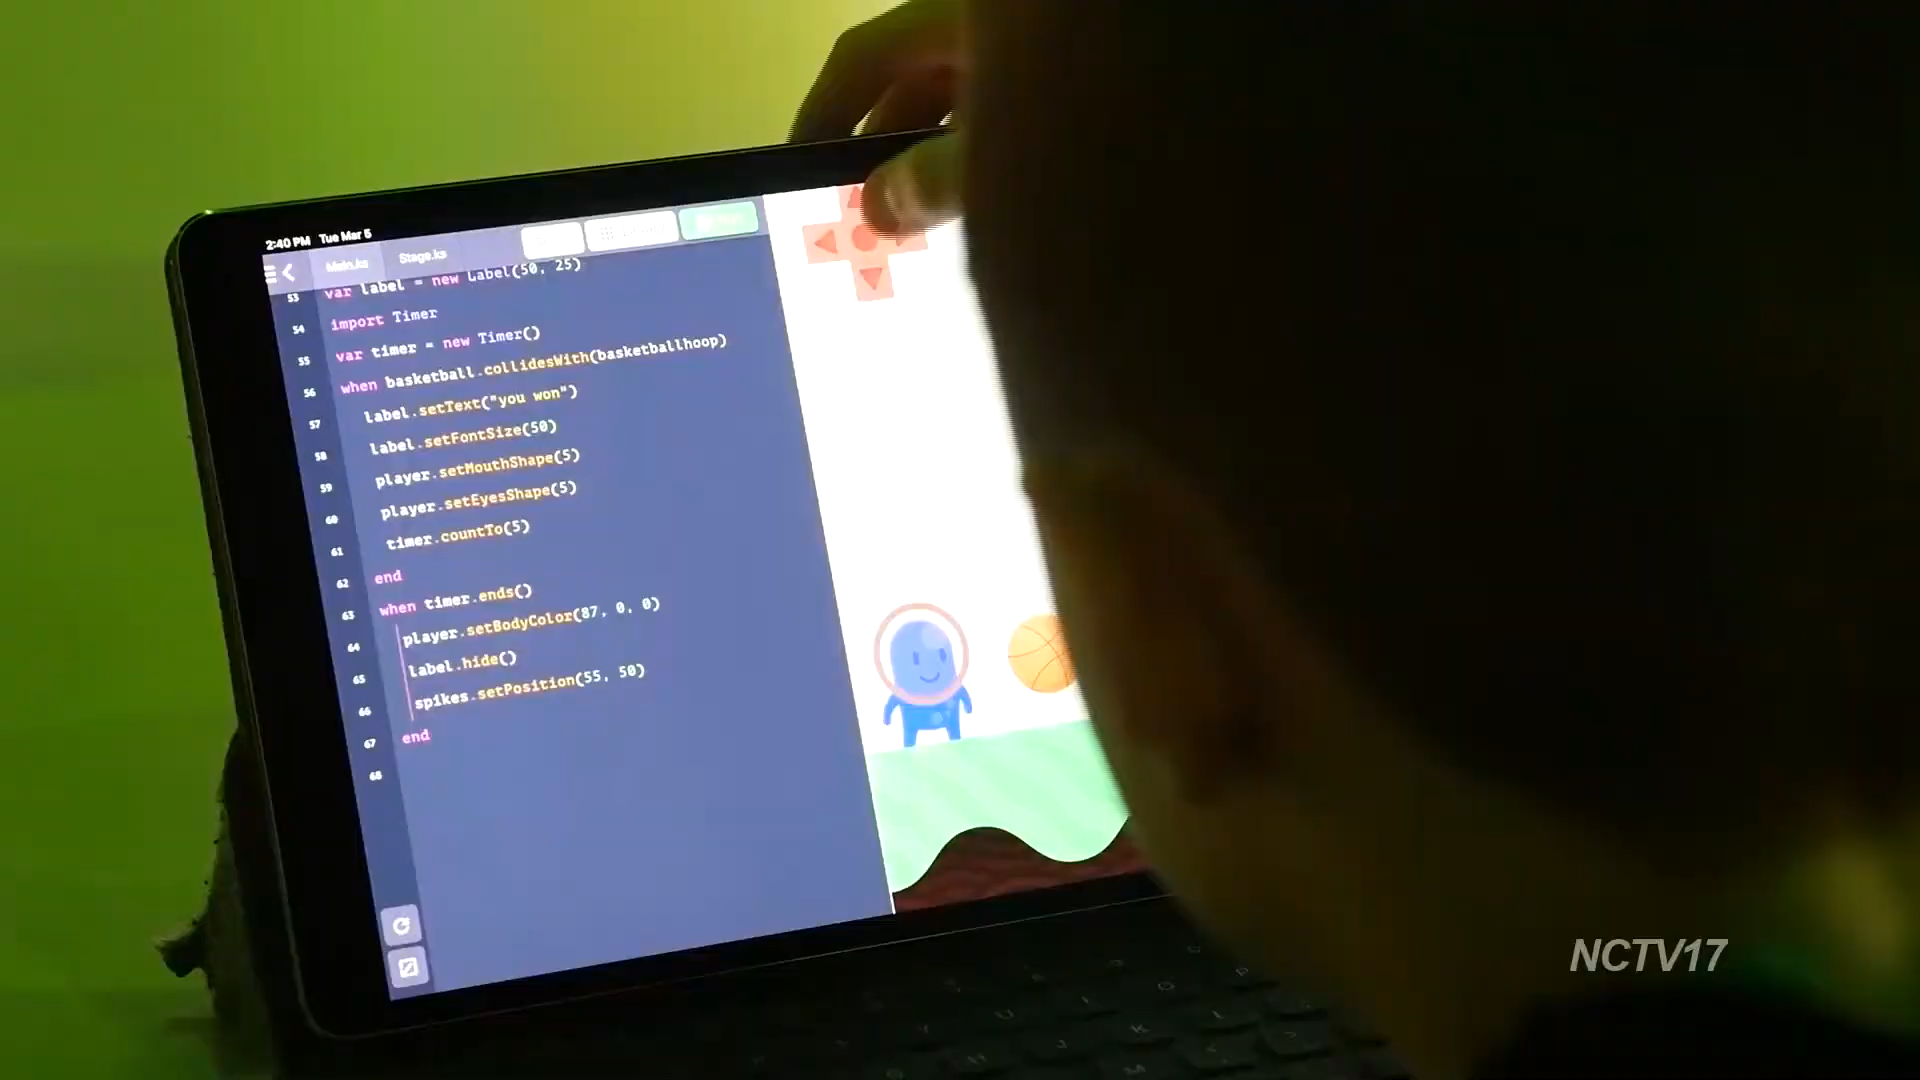 2:40 PM Tue Mar 5
Main.ks Stage.ks
53 var label = new Label(50, 25)
54 import Timer
55 var timer = new Timer()
56 when basketball.collidesWith(basketballhoop)
57 label.setText("you won")
58 label.setFontSize(50)
59 player.setMouthShape(5)
60 player.setEyesShape(5)
61 timer.countTo(5)
62 end
63 when timer.ends()
64 player.setBodyColor(87, 0, 0)
65 label.hide()
66 spikes.setPosition(55, 50)
67 end
68
NCTV17